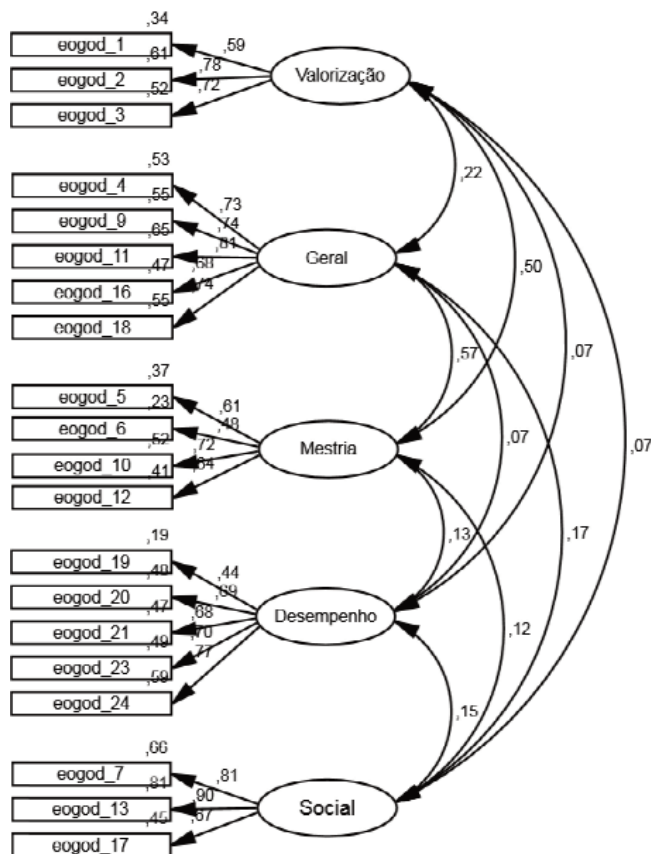 ,34
eogod_1
,59
,61
eogod_2
,78
Valorização
,52
eogod_3
,72
,22
,53
eogod_4
,73
,55
eogod_9
,74
,65
eogod_11
,81
Geral
,47
eogod_16
,68
,50
,55
eogod_18
,74
,57
,07
,37
eogod_5
,61
,23
eogod_6
,48
Mestria
,07
,07
,52
eogod_10
,72
,41
eogod_12
,64
,13
,17
,19
eogod_19
,44
,48
eogod_20
,69
Desempenho
,47
eogod_21
,68
,12
,49
eogod_23
,70
,59
eogod_24
,77
,15
,66
eogod_7
,81
,81
eogod_13
,90
Social
,45
eogod_17
,67